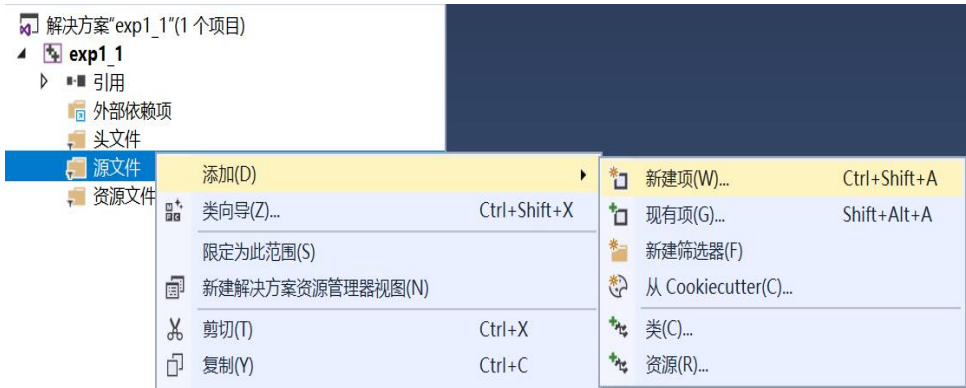 解决方案"exp1_1"(1 个项目)
exp1_1
引用
外部依赖项
头文件
源文件
资源文件
添加(D)
类向导(Z)... Ctrl+Shift+X
限定为此范围(S)
新建解决方案资源管理器视图(N)
剪切(T) Ctrl+X
复制(Y) Ctrl+C
新建项(W)... Ctrl+Shift+A
现有项(G)... Shift+Alt+A
新建筛选器(F)
从 Cookiecutter(C)...
类(C)...
资源(R)...